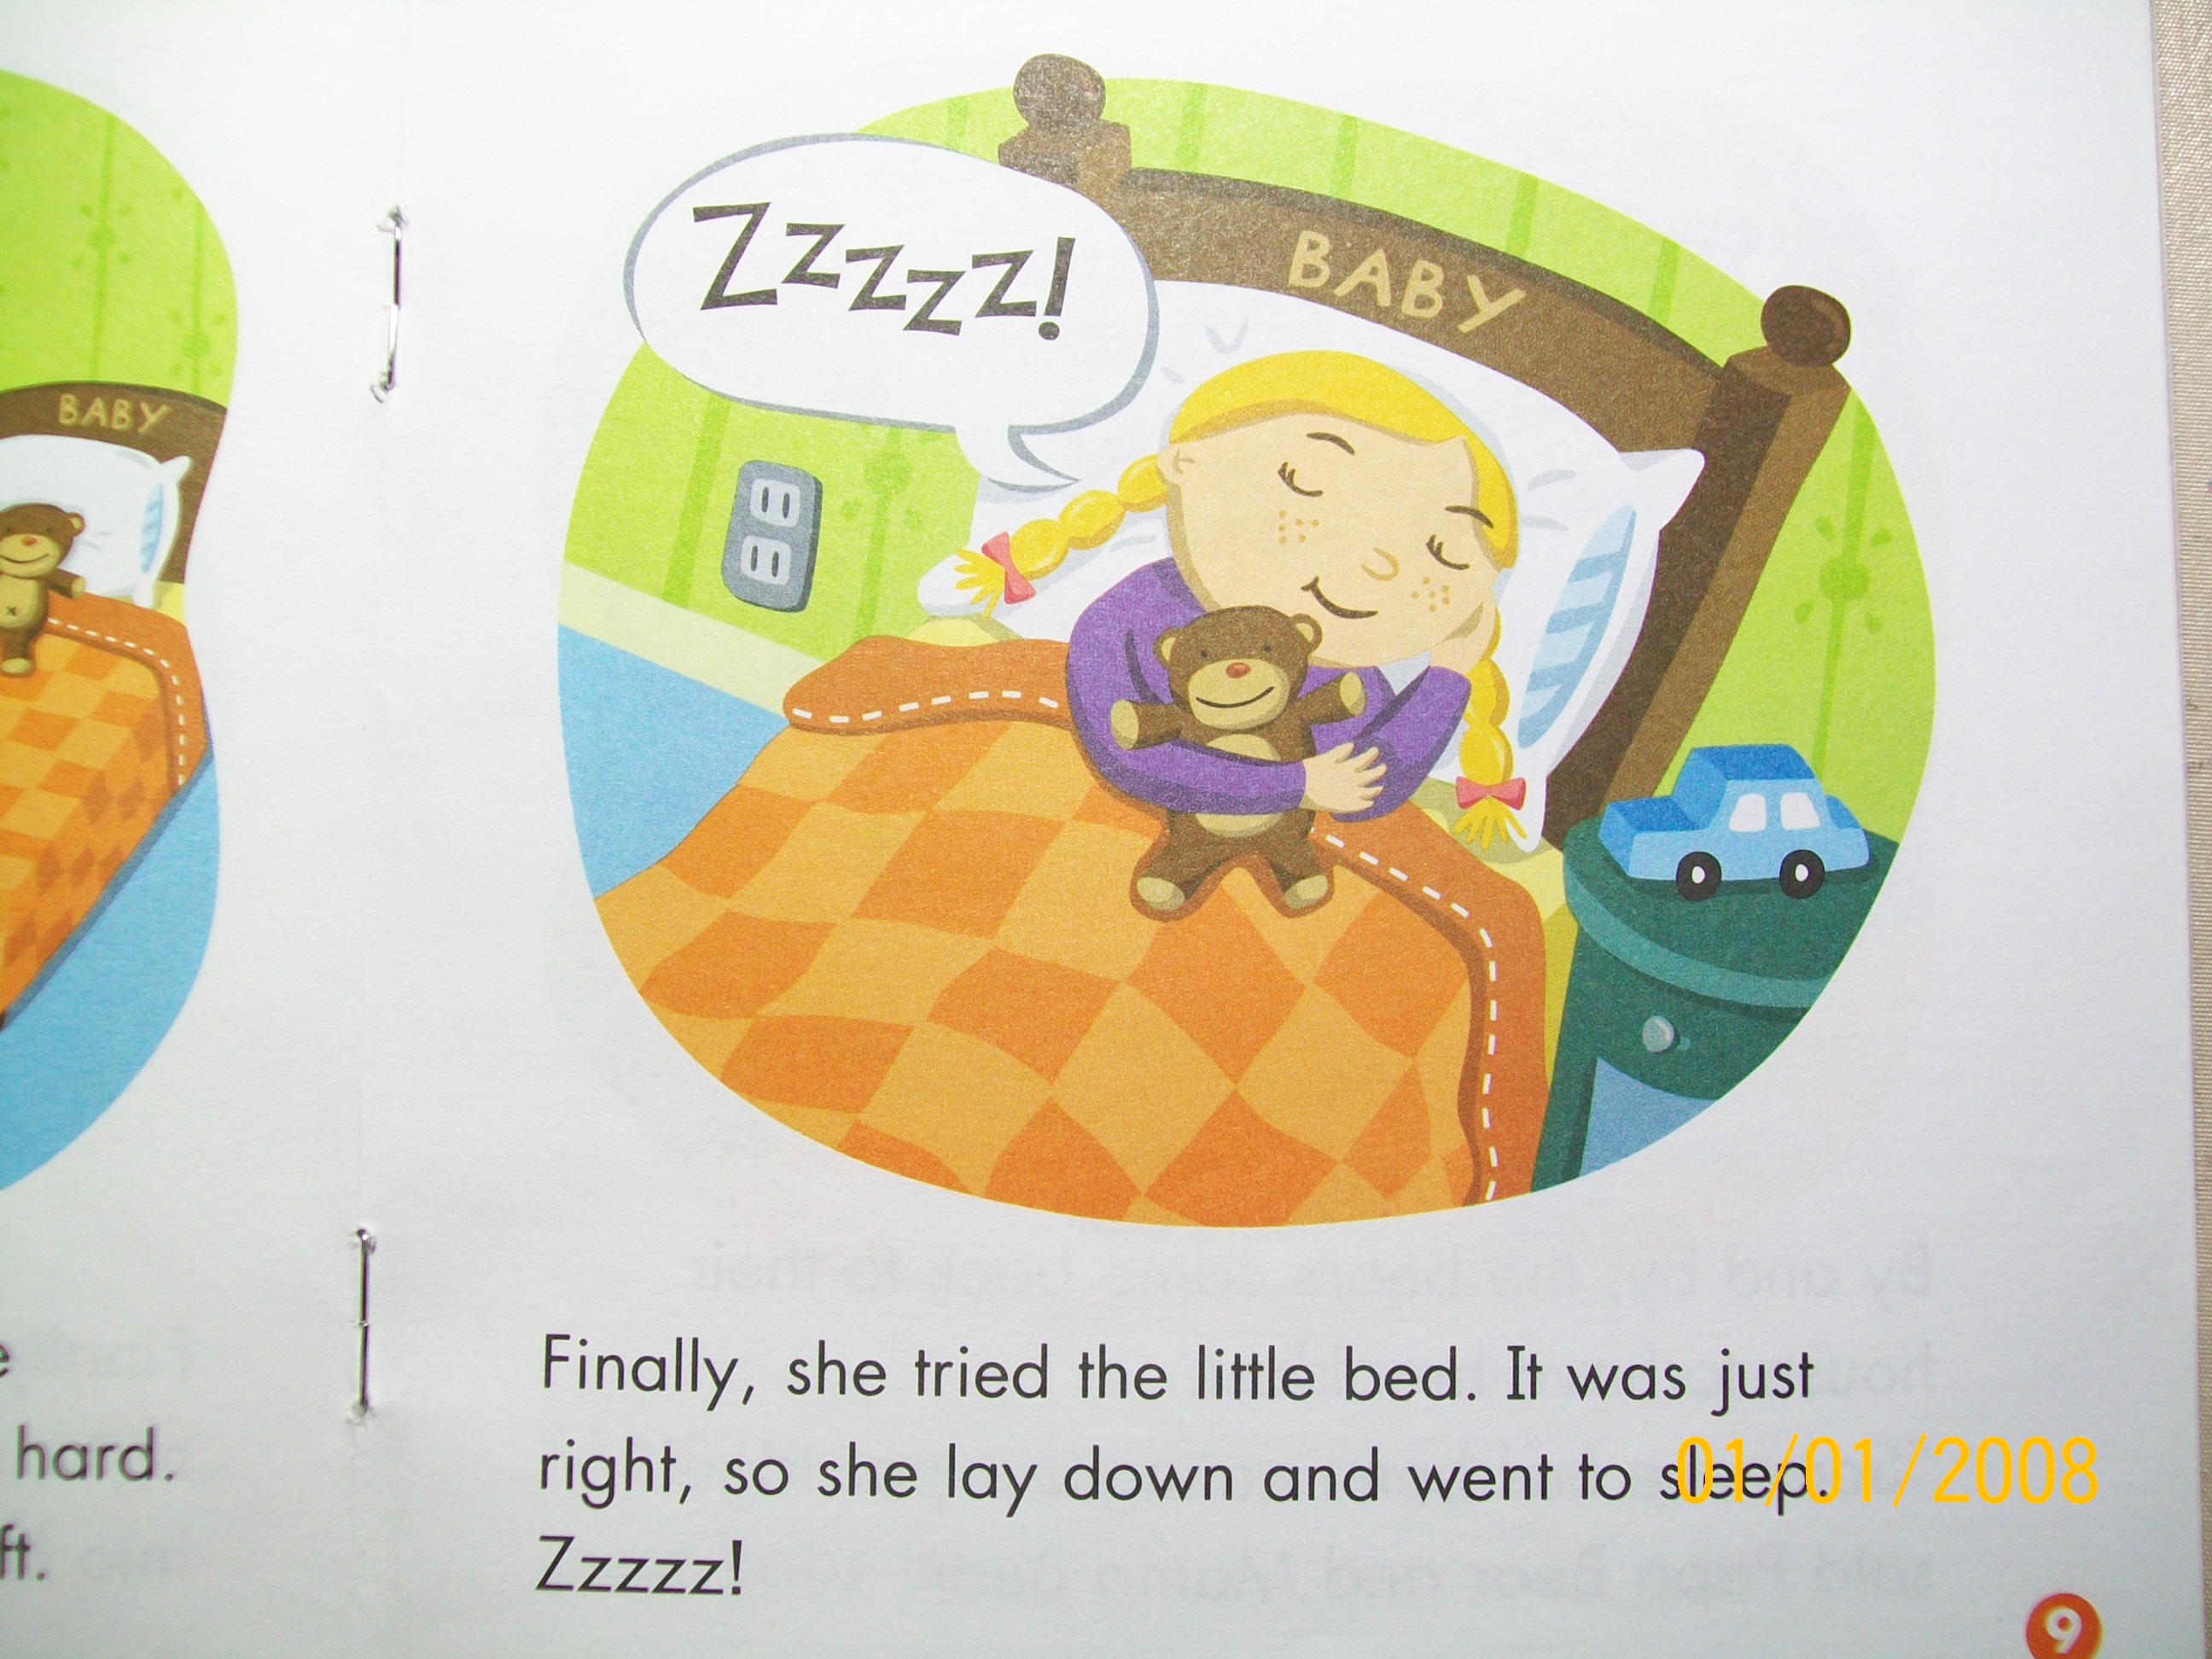 BABY
hard.
ft.
Zzzzz!
BABY
Finally, she tried the little bed. It was just
right, so she lay down and went to sleep.
Zzzzz!
01/01/2008
9